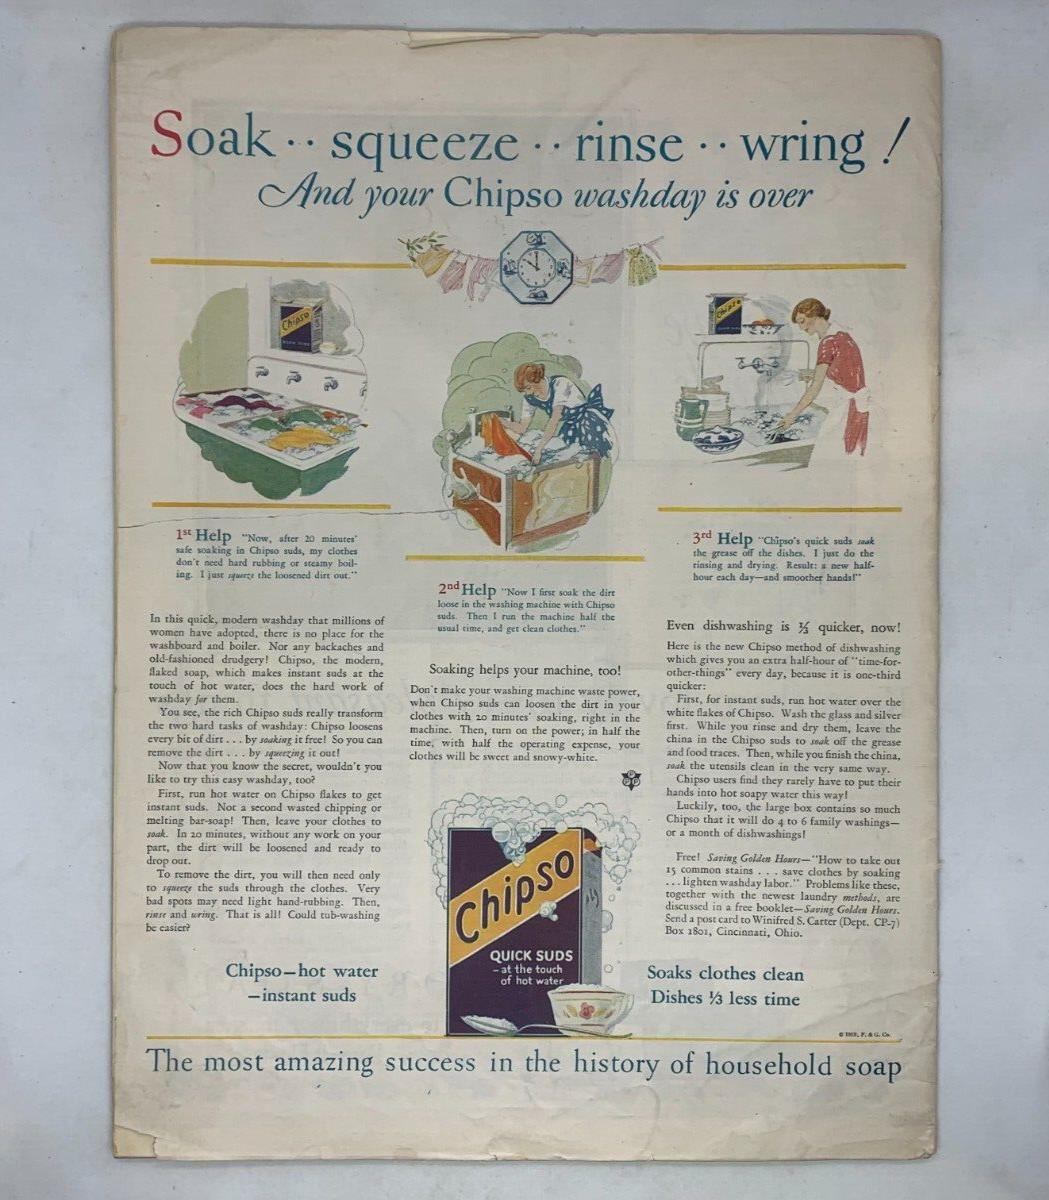 Soak · · squeeze · · rinse · · wring !
And your Chipso washday is over
Chipso
1st Help "Now, after 20 minutes'
safe soaking in Chipso suds, my clothes
don't need hard rubbing or steamy boil-
ing. I just squeeze the loosened dirt out."
In this quick, modern washday that millions of
women have adopted, there is no place for the
washboard and boiler. Nor any backaches and
old-fashioned drudgery! Chipso, the modern,
flaked soap, which makes instant suds at the
touch of hot water, does the hard work of
washday for them.
You see, the rich Chipso suds really transform
the two hard tasks of washday: Chipso loosens
every bit of dirt . . . by soaking it free! So you can
remove the dirt . . . by squeezing it out!
Now that you know the secret, wouldn't you
like to try this easy washday, too?
First, run hot water on Chipso flakes to get
instant suds. Not a second wasted chipping or
melting bar-soap! Then, leave your clothes to
soak. In 20 minutes, without any work on your
part, the dirt will be loosened and ready to
drop out.
To remove the dirt, you will then need only
to squeeze the suds through the clothes. Very
bad spots may need light hand-rubbing. Then,
rinse and wring. That is all! Could tub-washing
be easier?
Chipso—hot water
—instant suds
2nd Help "Now I first soak the dirt
loose in the washing machine with Chipso
suds. Then I run the machine half the
usual time, and get clean clothes."
Soaking helps your machine, too!
Don't make your washing machine waste power,
when Chipso suds can loosen the dirt in your
clothes with 20 minutes' soaking, right in the
machine. Then, turn on the power; in half the
time, with half the operating expense, your
clothes will be sweet and snowy-white.
Chipso
QUICK SUDS
– at the touch
of hot water
Chipso
3rd Help "Chipso's quick suds soak
the grease off the dishes. I just do the
rinsing and drying. Result: a new half-
hour each day—and smoother hands!"
Even dishwashing is ⅓ quicker, now!
Here is the new Chipso method of dishwashing
which gives you an extra half-hour of "time-for-
other-things" every day, because it is one-third
quicker:
First, for instant suds, run hot water over the
white flakes of Chipso. Wash the glass and silver
first. While you rinse and dry them, leave the
china in the Chipso suds to soak off the grease
and food traces. Then, while you finish the china,
soak the utensils clean in the very same way.
Chipso users find they rarely have to put their
hands into hot soapy water this way!
Luckily, too, the large box contains so much
Chipso that it will do 4 to 6 family washings—
or a month of dishwashings!
Free! Saving Golden Hours—"How to take out
15 common stains . . . save clothes by soaking
. . . lighten washday labor." Problems like these,
together with the newest laundry methods, are
discussed in a free booklet—Saving Golden Hours.
Send a post card to Winifred S. Carter (Dept. CP-7)
Box 1801, Cincinnati, Ohio.
Soaks clothes clean
Dishes ⅓ less time
P. & G. Co.
The most amazing success in the history of household soap